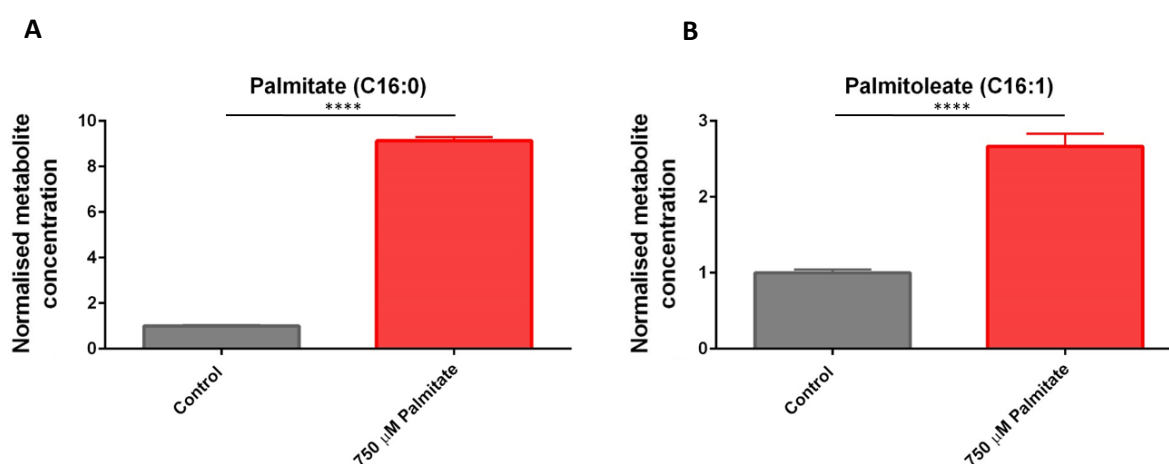 A
Palmitate (C16:0)
****
Normalised metabolite
concentration
10
8
6
4
2
0
Control
750 μM Palmitate
B
Palmitoleate (C16:1)
****
Normalised metabolite
concentration
3
2
1
0
Control
750 μM Palmitate